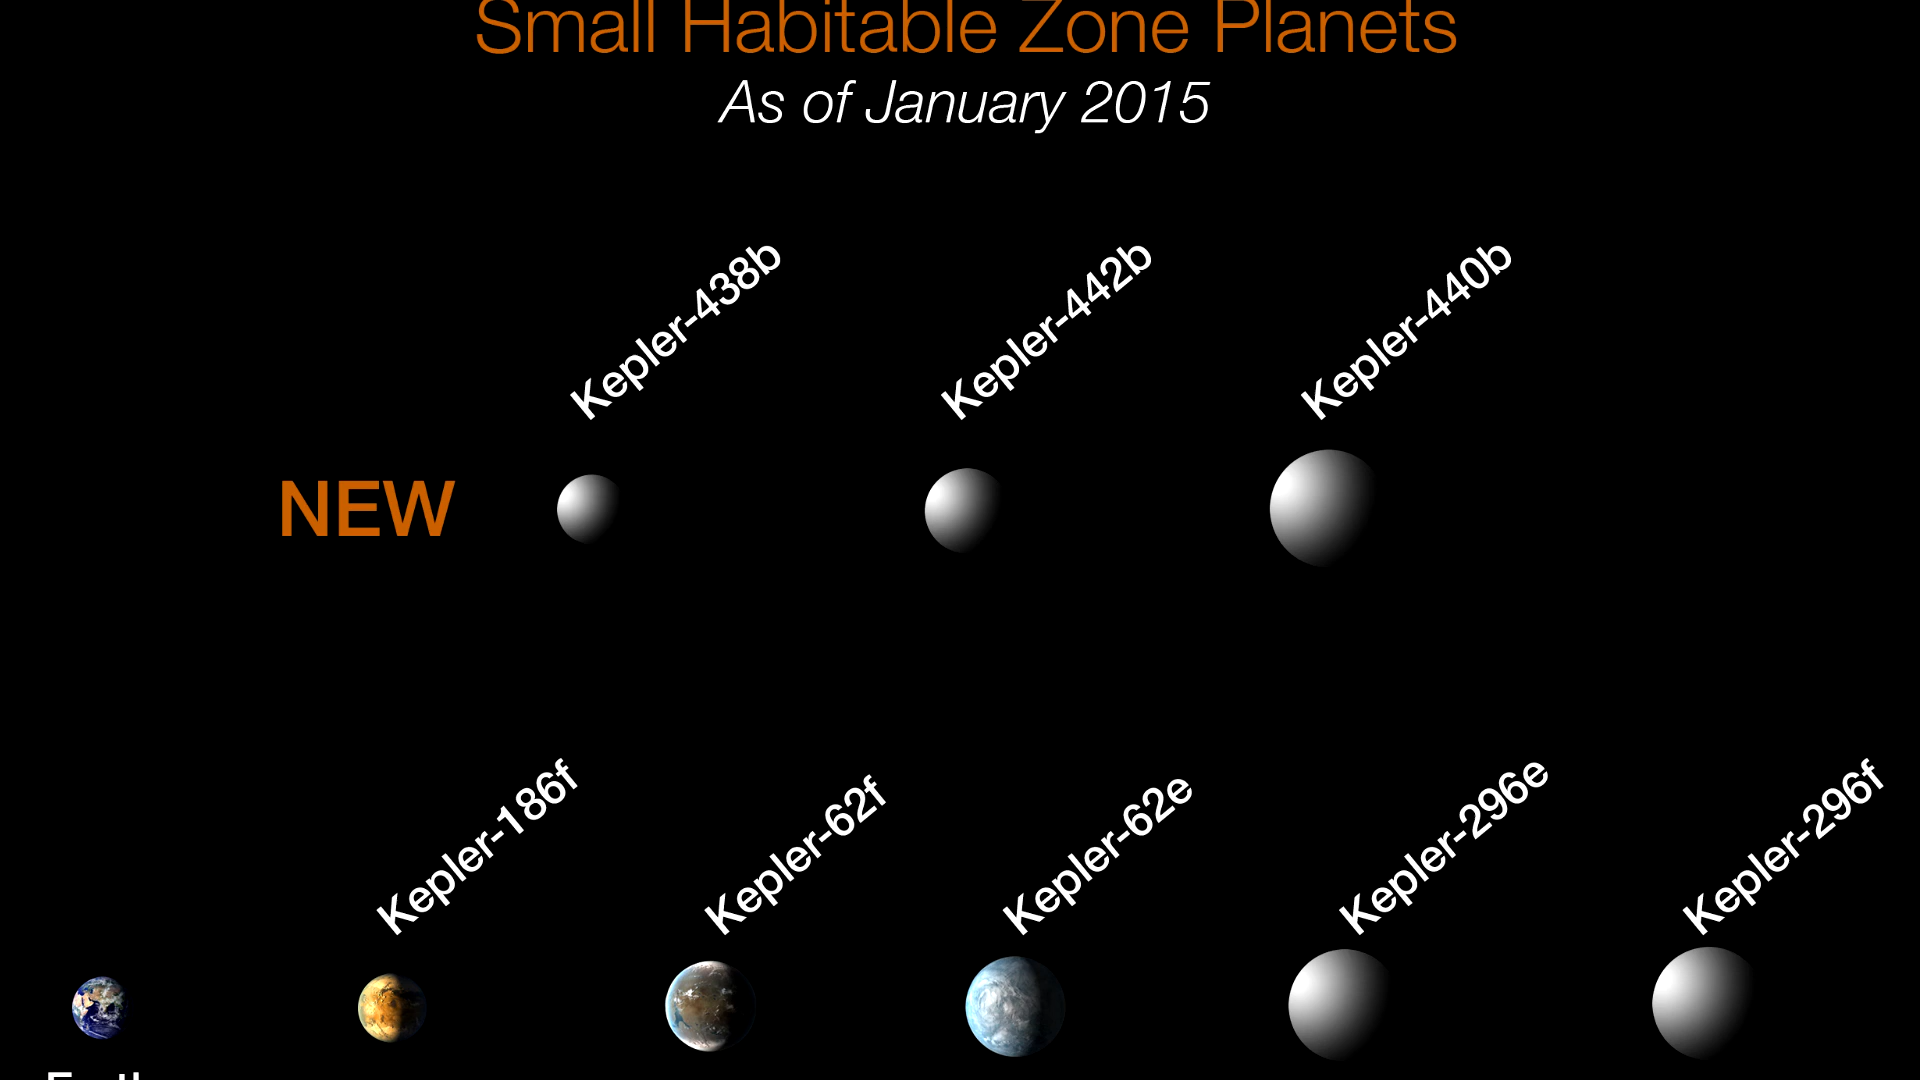 Small Habitable Zone Planets
As of January 2015
Kepler-438b
Kepler-442b
Kepler-440b
NEW
Kepler-186f
Kepler-62f
Kepler-62e
Kepler-296e
Kepler-296f